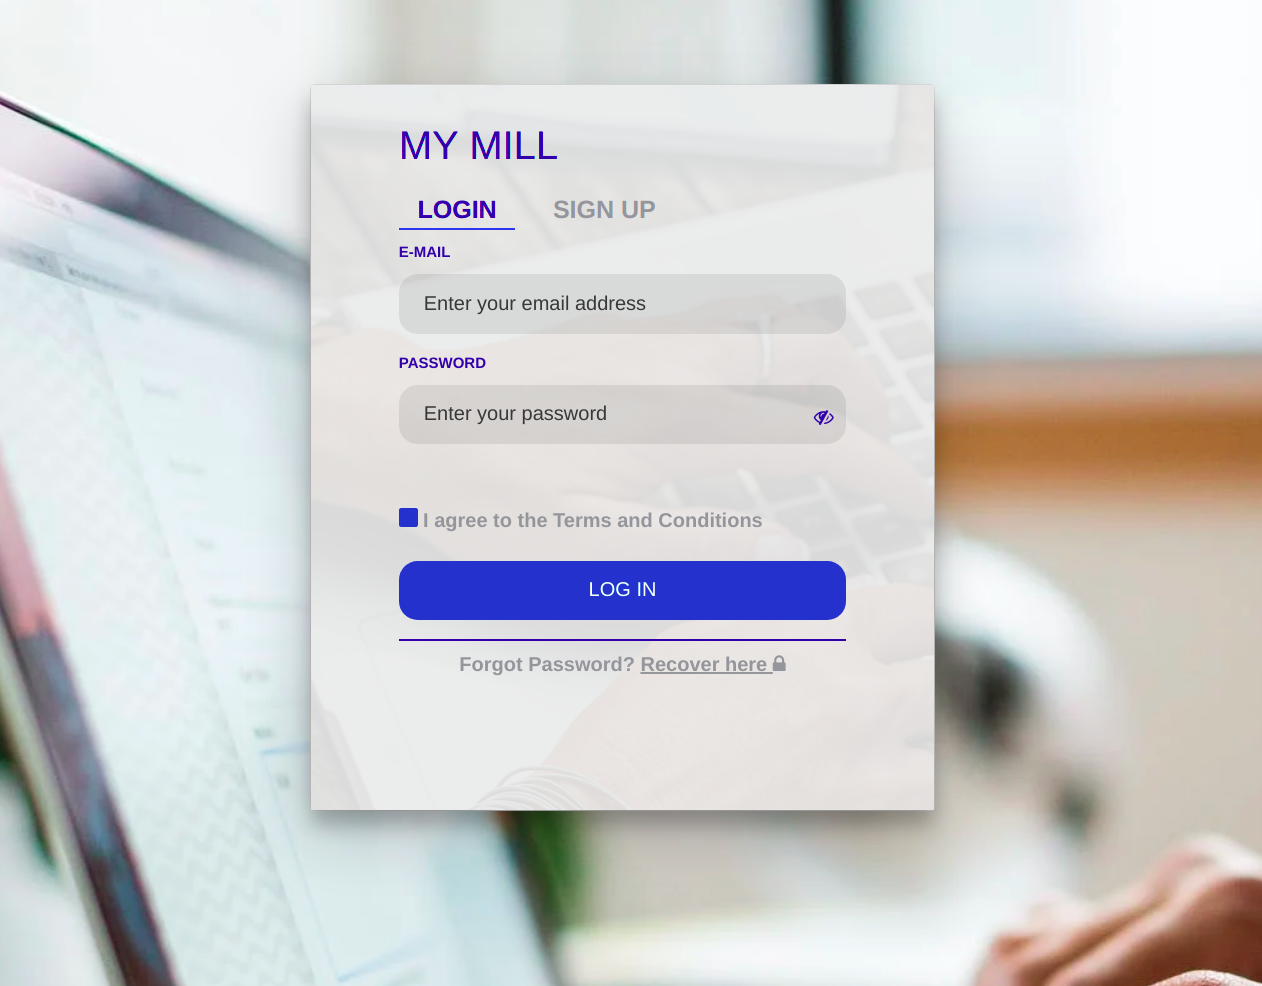 MY MILL
LOGIN SIGN UP
E-MAIL
Enter your email address
PASSWORD
Enter your password
I agree to the Terms and Conditions
LOG IN
Forgot Password? Recover here